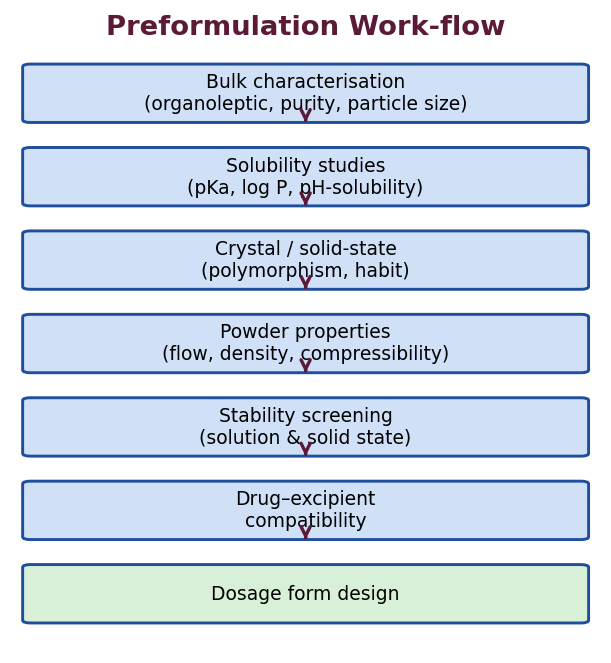 Preformulation Work-flow
Bulk characterisation
(organoleptic, purity, particle size)
Solubility studies
(pKa, log P, pH-solubility)
Crystal / solid-state
(polymorphism, habit)
Powder properties
(flow, density, compressibility)
Stability screening
(solution & solid state)
Drug–excipient
compatibility
Dosage form design